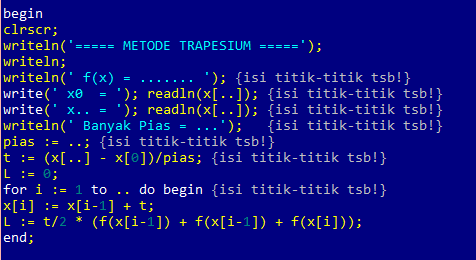 begin
clrscr;
writeln('===== METODE TRAPESIUM =====');
writeln;
writeln(' f(x) = ....... '); {isi titik-titik tsb!}
write(' x0  = '); readln(x[..]); {isi titik-titik tsb!}
write(' x.. = '); readln(x[..]); {isi titik-titik tsb!}
writeln(' Banyak Pias = ...');   {isi titik-titik tsb!}
pias := ..; {isi titik-titik tsb!}
t := (x[..] - x[0])/pias; {isi titik-titik tsb!}
L := 0;
for i := 1 to .. do begin {isi titik-titik tsb!}
x[i] := x[i-1] + t;
L := t/2 * (f(x[i-1]) + f(x[i-1]) + f(x[i]));
end;